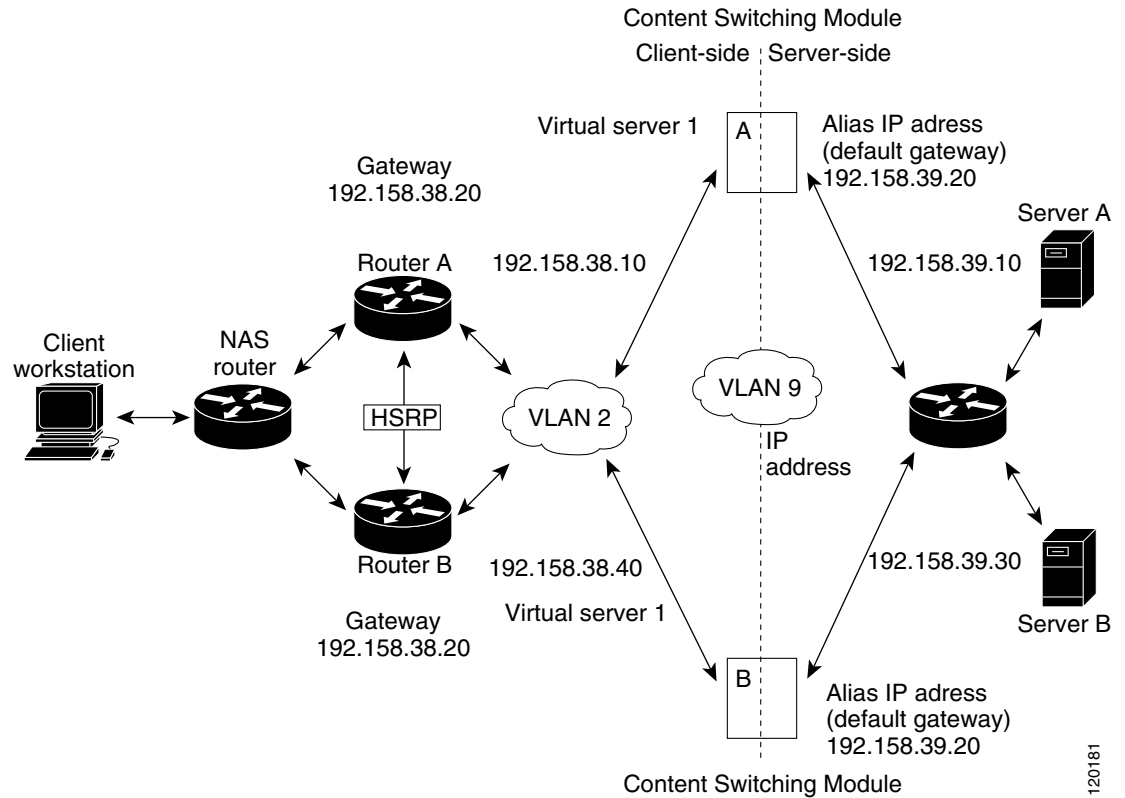 Content Switching Module
Client-side
Server-side
Virtual server 1
A
Alias IP adress
(default gateway)
192.158.39.20
Gateway
192.158.38.20
Server A
Router A
192.158.38.10
192.158.39.10
Client
workstation
NAS
router
HSRP
VLAN 2
VLAN 9
IP
address
Router B
192.158.38.40
192.158.39.30
Virtual server 1
Gateway
192.158.38.20
Server B
B
Alias IP adress
(default gateway)
192.158.39.20
Content Switching Module
120181